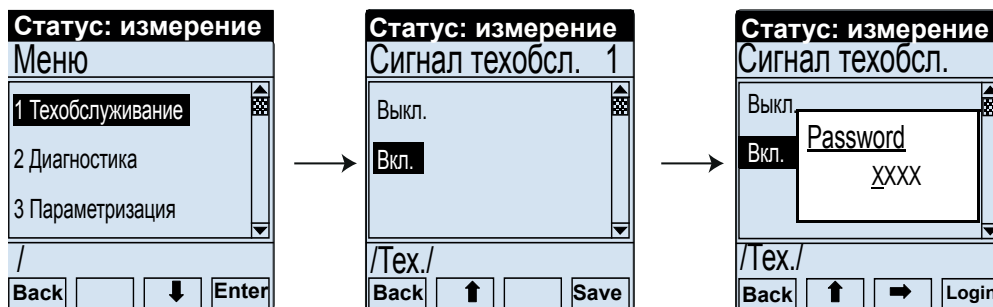 Статус: измерение
Меню
1 Техобслуживание
2 Диагностика
3 Параметризация
/
Back Enter
Статус: измерение
Сигнал техобсл. 1
Выкл.
Вкл.
/Тех./
Back Save
Статус: измерение
Сигнал техобсл.
Выкл.
Вкл.
Password
XXXX
/Тех./
Back Login